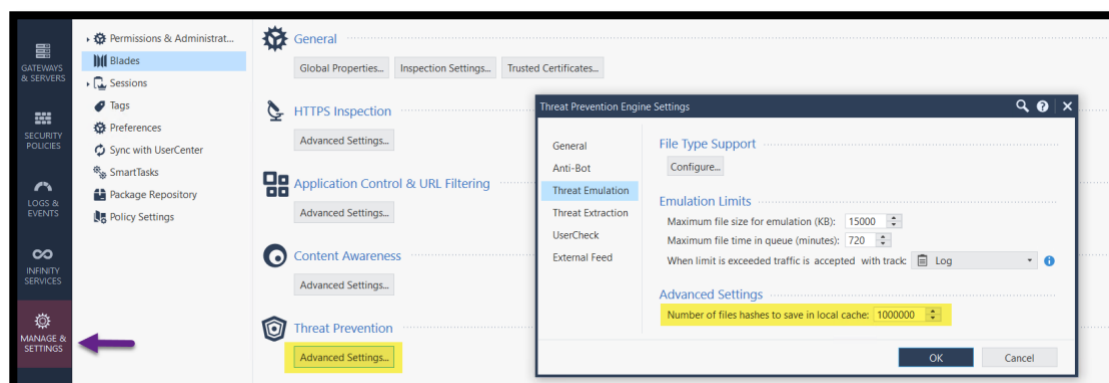 GATEWAYS
& SERVERS
SECURITY
POLICIES
LOGS &
EVENTS
INFINITY
SERVICES
MANAGE &
SETTINGS
Permissions & Administrat...
Blades
Sessions
Tags
Preferences
Sync with UserCenter
SmartTasks
Package Repository
Policy Settings
General
Global Properties... Inspection Settings... Trusted Certificates...
HTTPS Inspection
Advanced Settings...
Application Control & URL Filtering
Advanced Settings...
Content Awareness
Advanced Settings...
Threat Prevention
Advanced Settings...
Threat Prevention Engine Settings
General
Anti-Bot
Threat Emulation
Threat Extraction
UserCheck
External Feed
File Type Support
Configure...
Emulation Limits
Maximum file size for emulation (KB): 15000
Maximum file time in queue (minutes): 720
When limit is exceeded traffic is accepted with track: Log
Advanced Settings
Number of files hashes to save in local cache: 1000000
OK Cancel